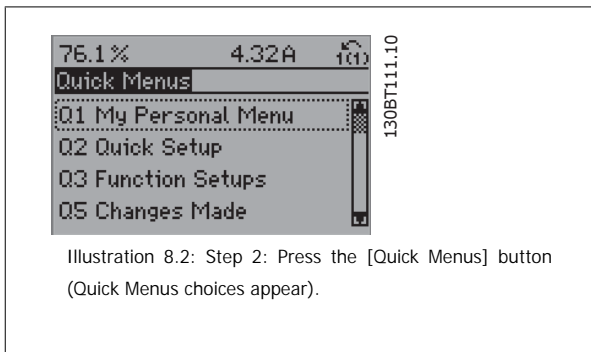 76.1% 4.32A 1(1)
Quick Menus
Q1 My Personal Menu
Q2 Quick Setup
Q3 Function Setups
Q5 Changes Made
130BT111.10
Illustration 8.2: Step 2: Press the [Quick Menus] button
(Quick Menus choices appear).